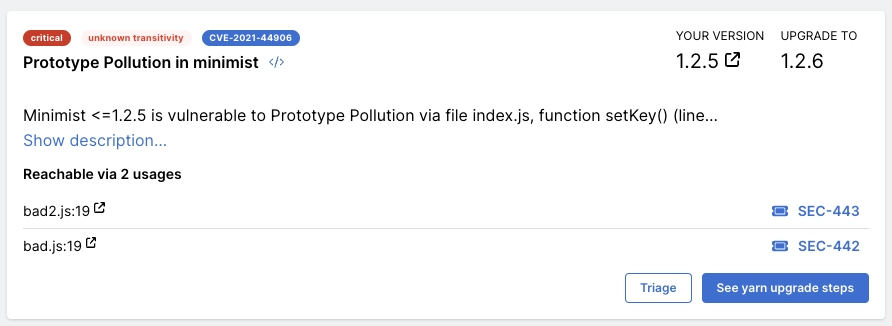 critical unknown transitivity CVE-2021-44906
Prototype Pollution in minimist </>
YOUR VERSION UPGRADE TO
1.2.5 1.2.6
Minimist <=1.2.5 is vulnerable to Prototype Pollution via file index.js, function setKey() (line...
Show description...
Reachable via 2 usages
bad2.js:19 SEC-443
bad.js:19 SEC-442
Triage See yarn upgrade steps